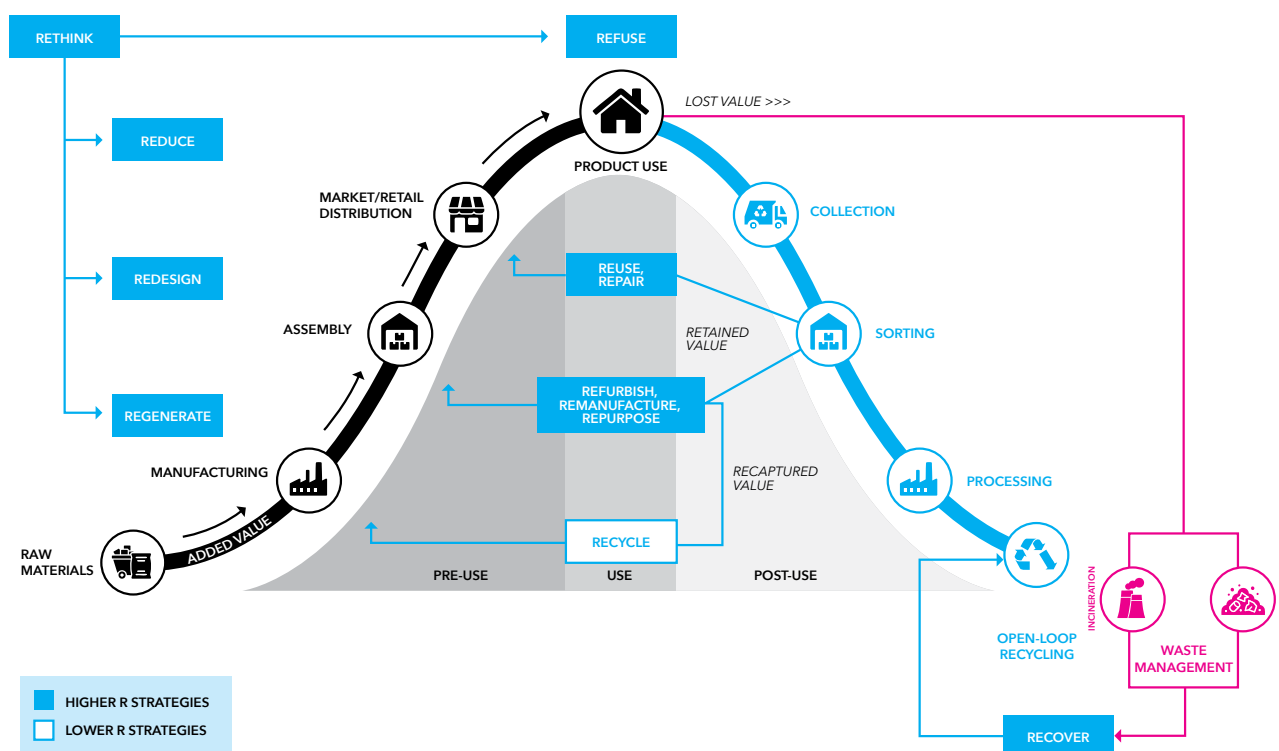 RETHINK
REFUSE
LOST VALUE >>>
REDUCE
PRODUCT USE
MARKET/RETAIL
DISTRIBUTION
COLLECTION
REDESIGN
REUSE,
REPAIR
ASSEMBLY
RETAINED
VALUE
SORTING
REGENERATE
REFURBISH,
REMANUFACTURE,
REPURPOSE
MANUFACTURING
RECAPTURED
VALUE
PROCESSING
ADDED VALUE
RAW
MATERIALS
RECYCLE
PRE-USE
USE
POST-USE
INCINERATION
OPEN-LOOP
RECYCLING
WASTE
MANAGEMENT
HIGHER R STRATEGIES
LOWER R STRATEGIES
RECOVER